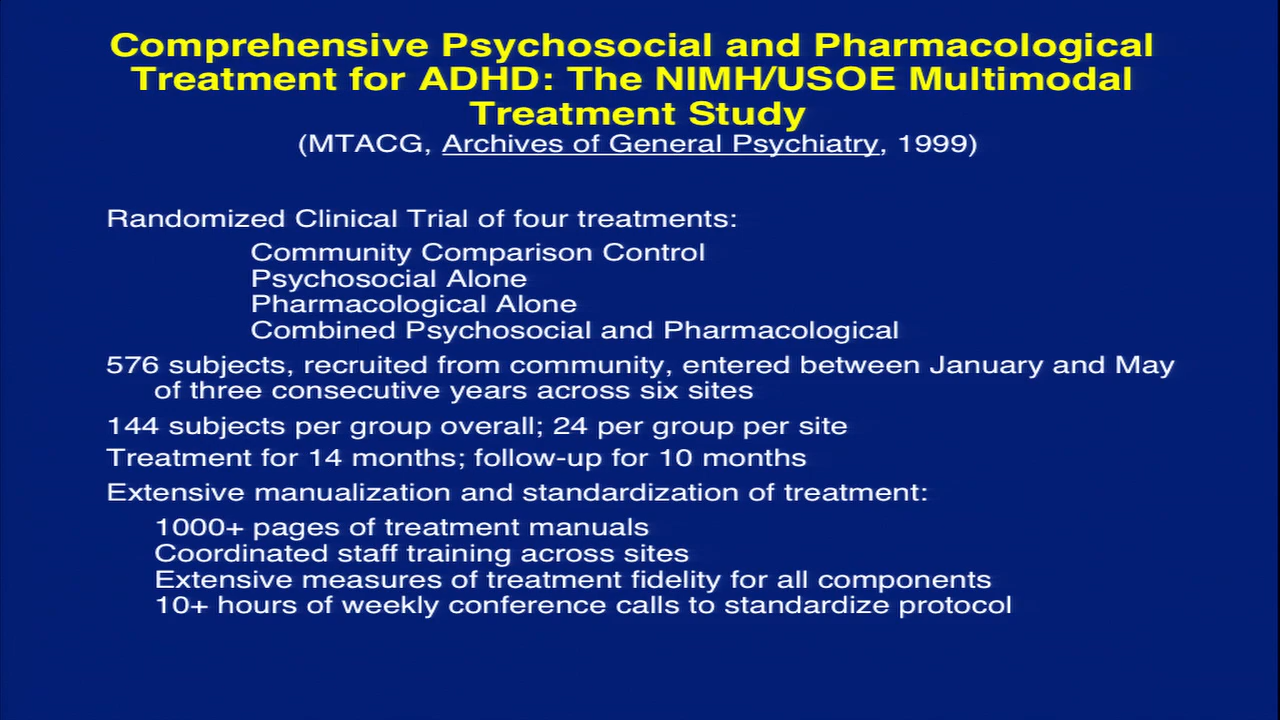 Comprehensive Psychosocial and Pharmacological
Treatment for ADHD: The NIMH/USOE Multimodal
Treatment Study
(MTACG, Archives of General Psychiatry, 1999)
Randomized Clinical Trial of four treatments:
Community Comparison Control
Psychosocial Alone
Pharmacological Alone
Combined Psychosocial and Pharmacological
576 subjects, recruited from community, entered between January and May
of three consecutive years across six sites
144 subjects per group overall; 24 per group per site
Treatment for 14 months; follow-up for 10 months
Extensive manualization and standardization of treatment:
1000+ pages of treatment manuals
Coordinated staff training across sites
Extensive measures of treatment fidelity for all components
10+ hours of weekly conference calls to standardize protocol